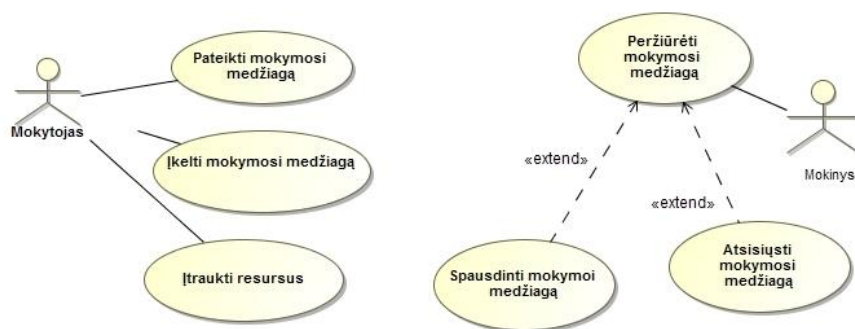 Pateikti mokymosi
medžiagą
Mokytojas
Įkelti mokymosi medžiagą
Įtraukti resursus
Peržiūrėti
mokymosi
medžiagą
Mokinys
«extend»
«extend»
Spausdinti mokymoi
medžiagą
Atsisiųsti
mokymosi
medžiagą